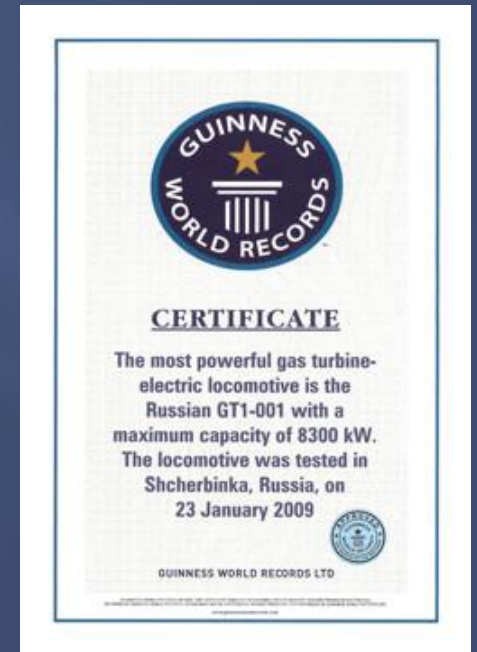 GUINNESS
WORLD RECORDS
CERTIFICATE
The most powerful gas turbine-
electric locomotive is the
Russian GT1-001 with a
maximum capacity of 8300 kW.
The locomotive was tested in
Shcherbinka, Russia, on
23 January 2009
APPROVED
GUINNESS WORLD RECORDS LTD